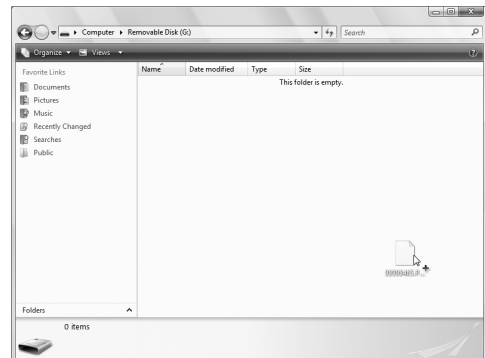 Computer Removable Disk (G:)
Search
Organize Views
Favorite Links
Documents
Pictures
Music
Recently Changed
Searches
Public
Name Date modified Type Size
This folder is empty.
Folders
0 items